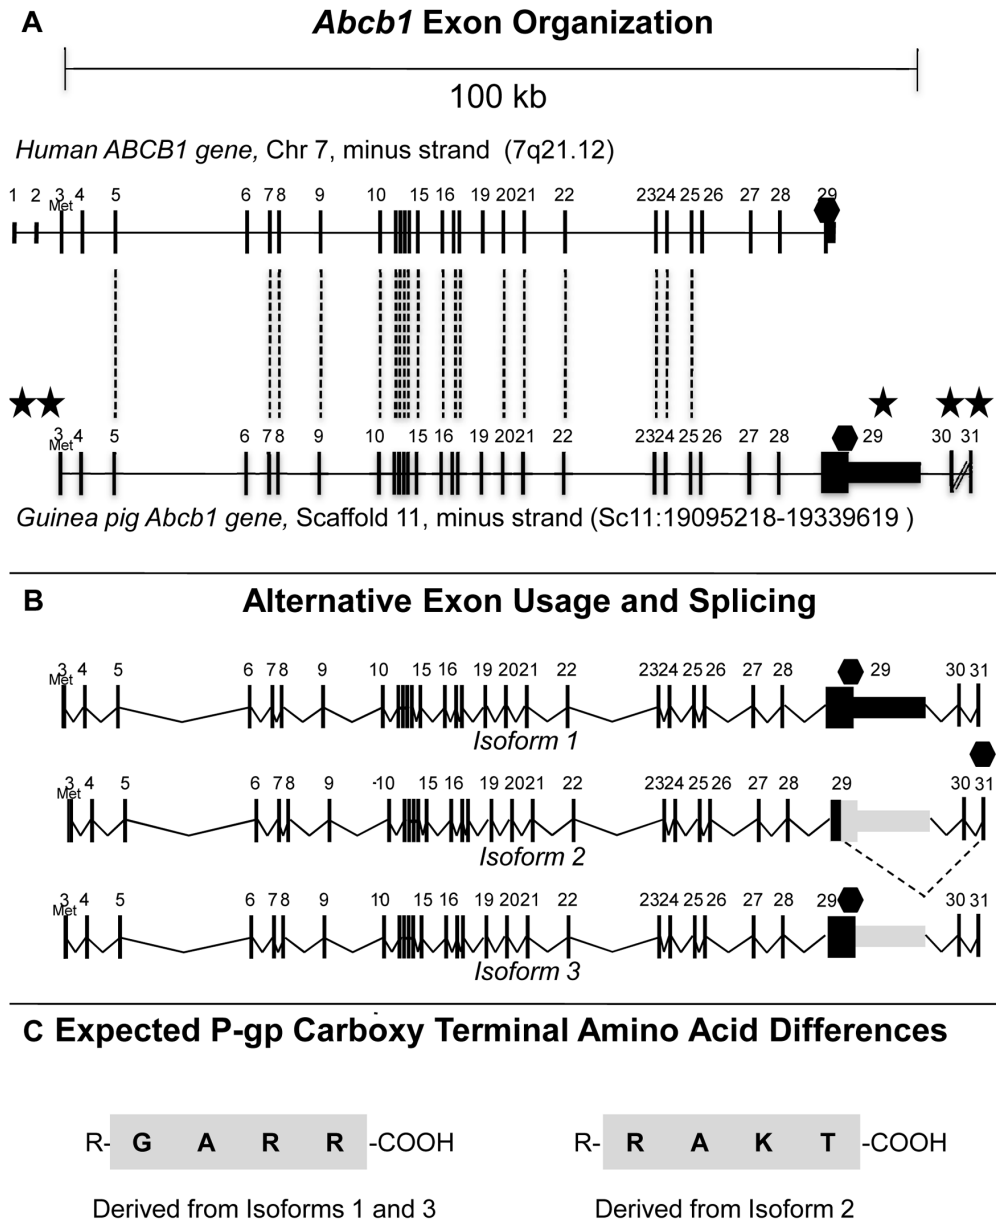 A Abcb1 Exon Organization
100 kb
Human ABCB1 gene, Chr 7, minus strand (7q21.12)
1 2 3 4 5 6 7 8 9 10 15 16 19 20 21 22 23 24 25 26 27 28 29
Met
3 4 5 6 7 8 9 10 15 16 19 20 21 22 23 24 25 26 27 28 29 30 31
Met
Guinea pig Abcb1 gene, Scaffold 11, minus strand (Sc11:19095218-19339619 )
B Alternative Exon Usage and Splicing
3 4 5 6 7 8 9 10 15 16 19 20 21 22 23 24 25 26 27 28 29 30 31
Met
Isoform 1
3 4 5 6 7 8 9 -10 15 16 19 20 21 22 23 24 25 26 27 28 29 30 31
Met
Isoform 2
3 4 5 6 7 8 9 10 15 16 19 20 21 22 23 24 25 26 27 28 29 30 31
Met
Isoform 3
C Expected P-gp Carboxy Terminal Amino Acid Differences
R- G A R R -COOH R- R A K T -COOH
Derived from Isoforms 1 and 3 Derived from Isoform 2